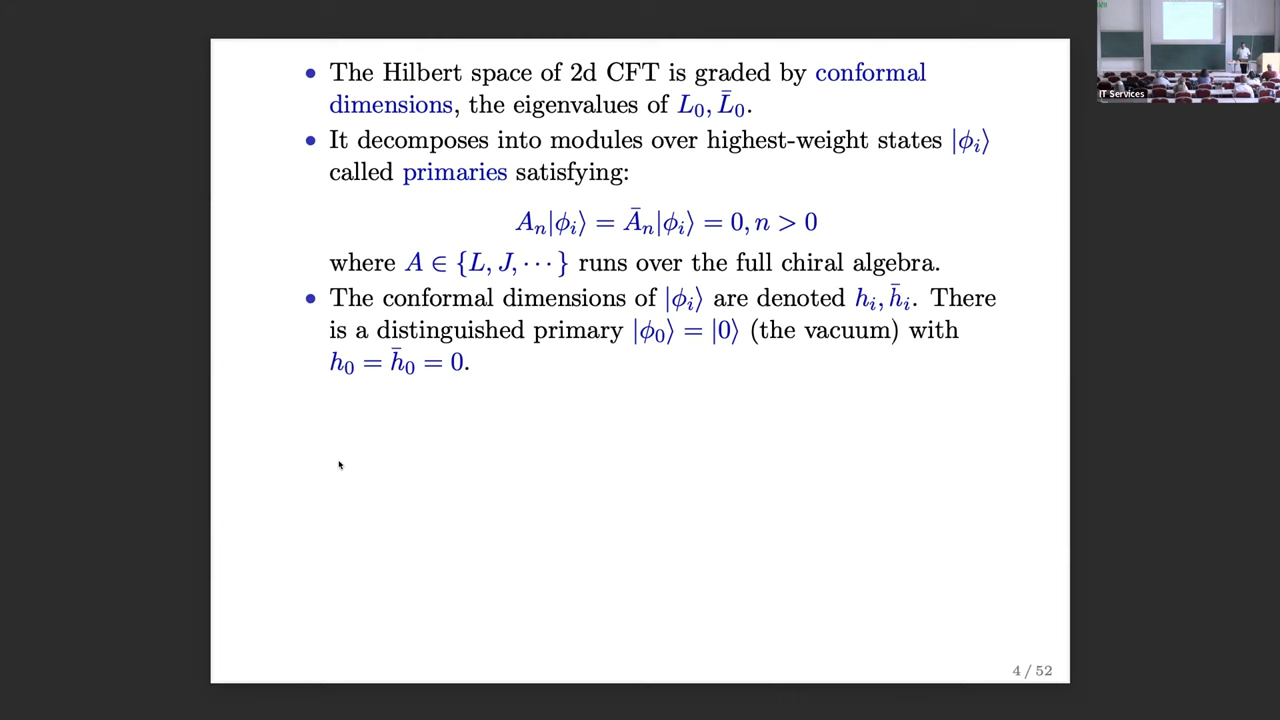 • The Hilbert space of 2d CFT is graded by conformal
dimensions, the eigenvalues of L₀, L̄₀.
• It decomposes into modules over highest-weight states |ϕᵢ⟩
called primaries satisfying:
Aₙ|ϕᵢ⟩ = Āₙ|ϕᵢ⟩ = 0, n > 0
where A ∈ {L, J, ⋯} runs over the full chiral algebra.
• The conformal dimensions of |ϕᵢ⟩ are denoted hᵢ, h̄ᵢ. There
is a distinguished primary |ϕ₀⟩ = |0⟩ (the vacuum) with
h₀ = h̄₀ = 0.
4 / 52
IT Services